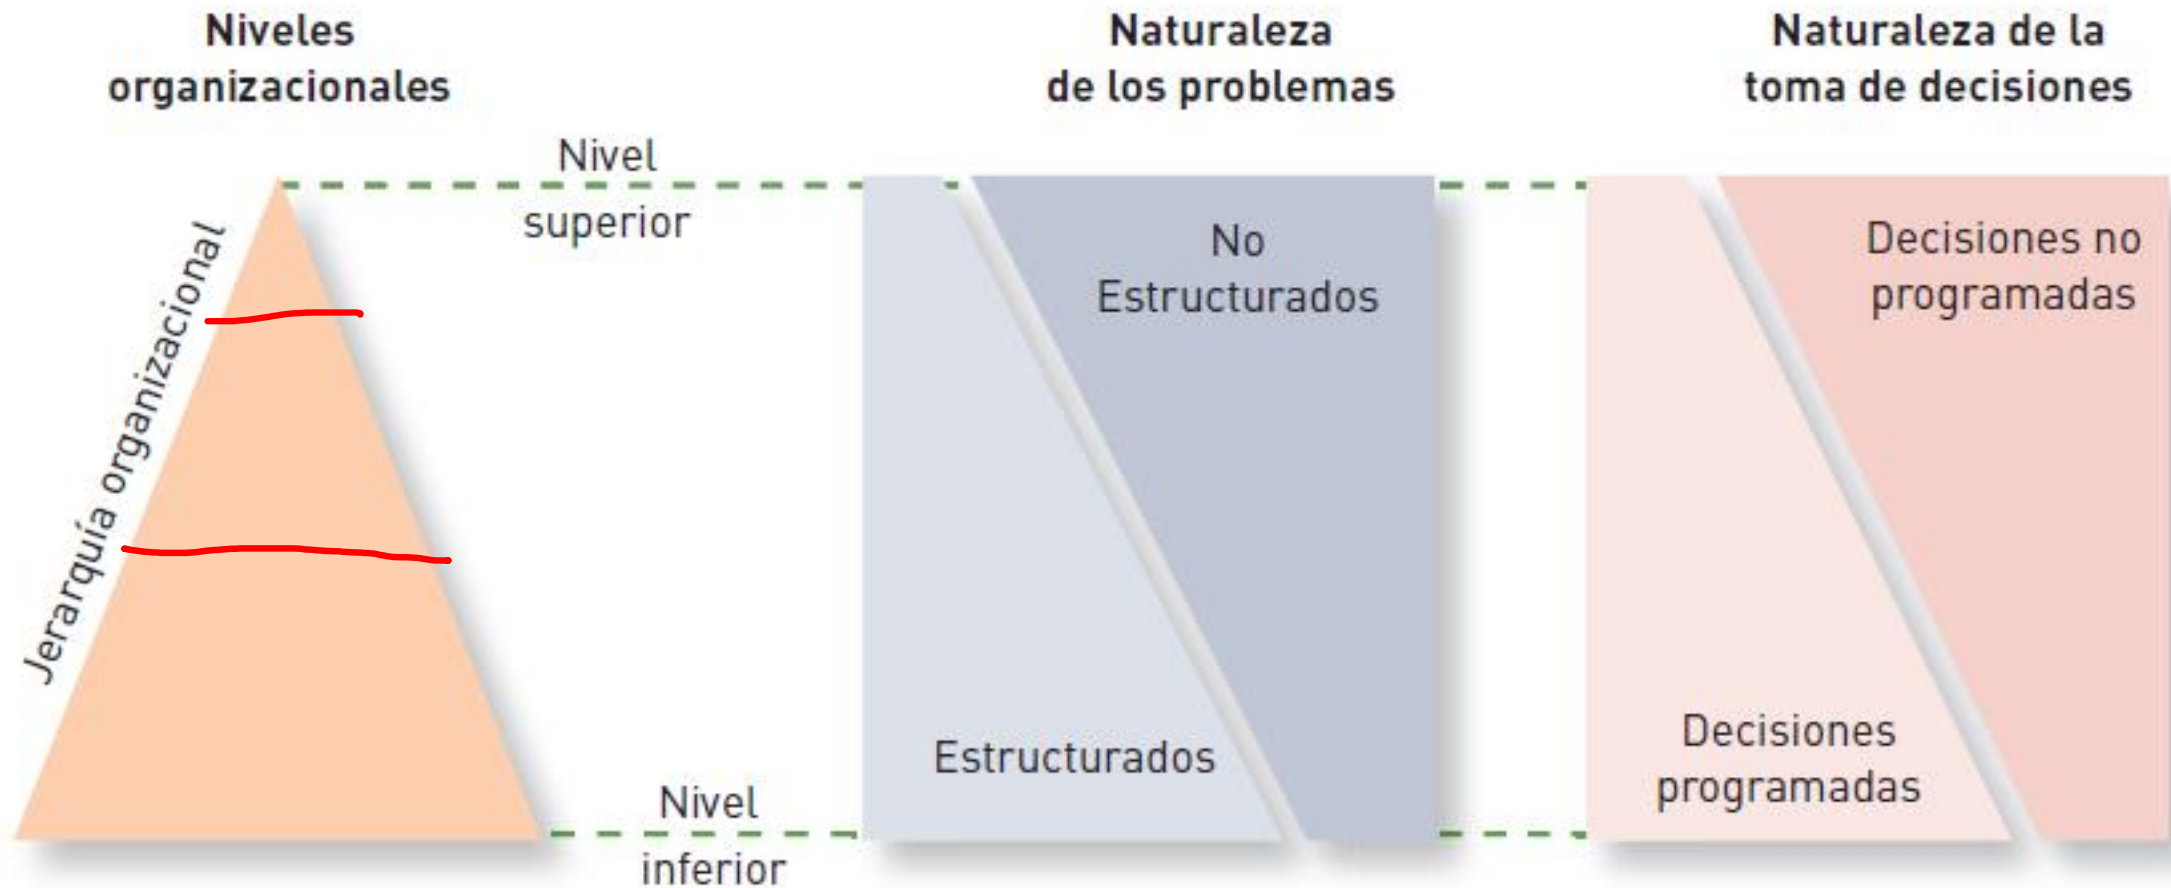 Niveles
organizacionales
Naturaleza
de los problemas
Naturaleza de la
toma de decisiones
Jerarquía organizacional
Nivel
superior
No
Estructurados
Decisiones no
programadas
Estructurados
Decisiones
programadas
Nivel
inferior